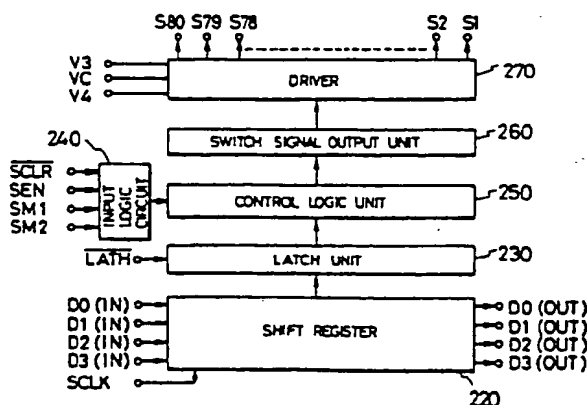 S80 S79 S78 S2 S1
V3
VC
V4
DRIVER
270
240
SWITCH SIGNAL OUTPUT UNIT
260
SCLR
SEN
SM1
SM2
INPUT
LOGIC
CIRCUIT
CONTROL LOGIC UNIT
250
LATH
LATCH UNIT
230
D0 (IN)
D1 (IN)
D2 (IN)
D3 (IN)
SCLK
SHIFT REGISTER
D0 (OUT)
D1 (OUT)
D2 (OUT)
D3 (OUT)
220